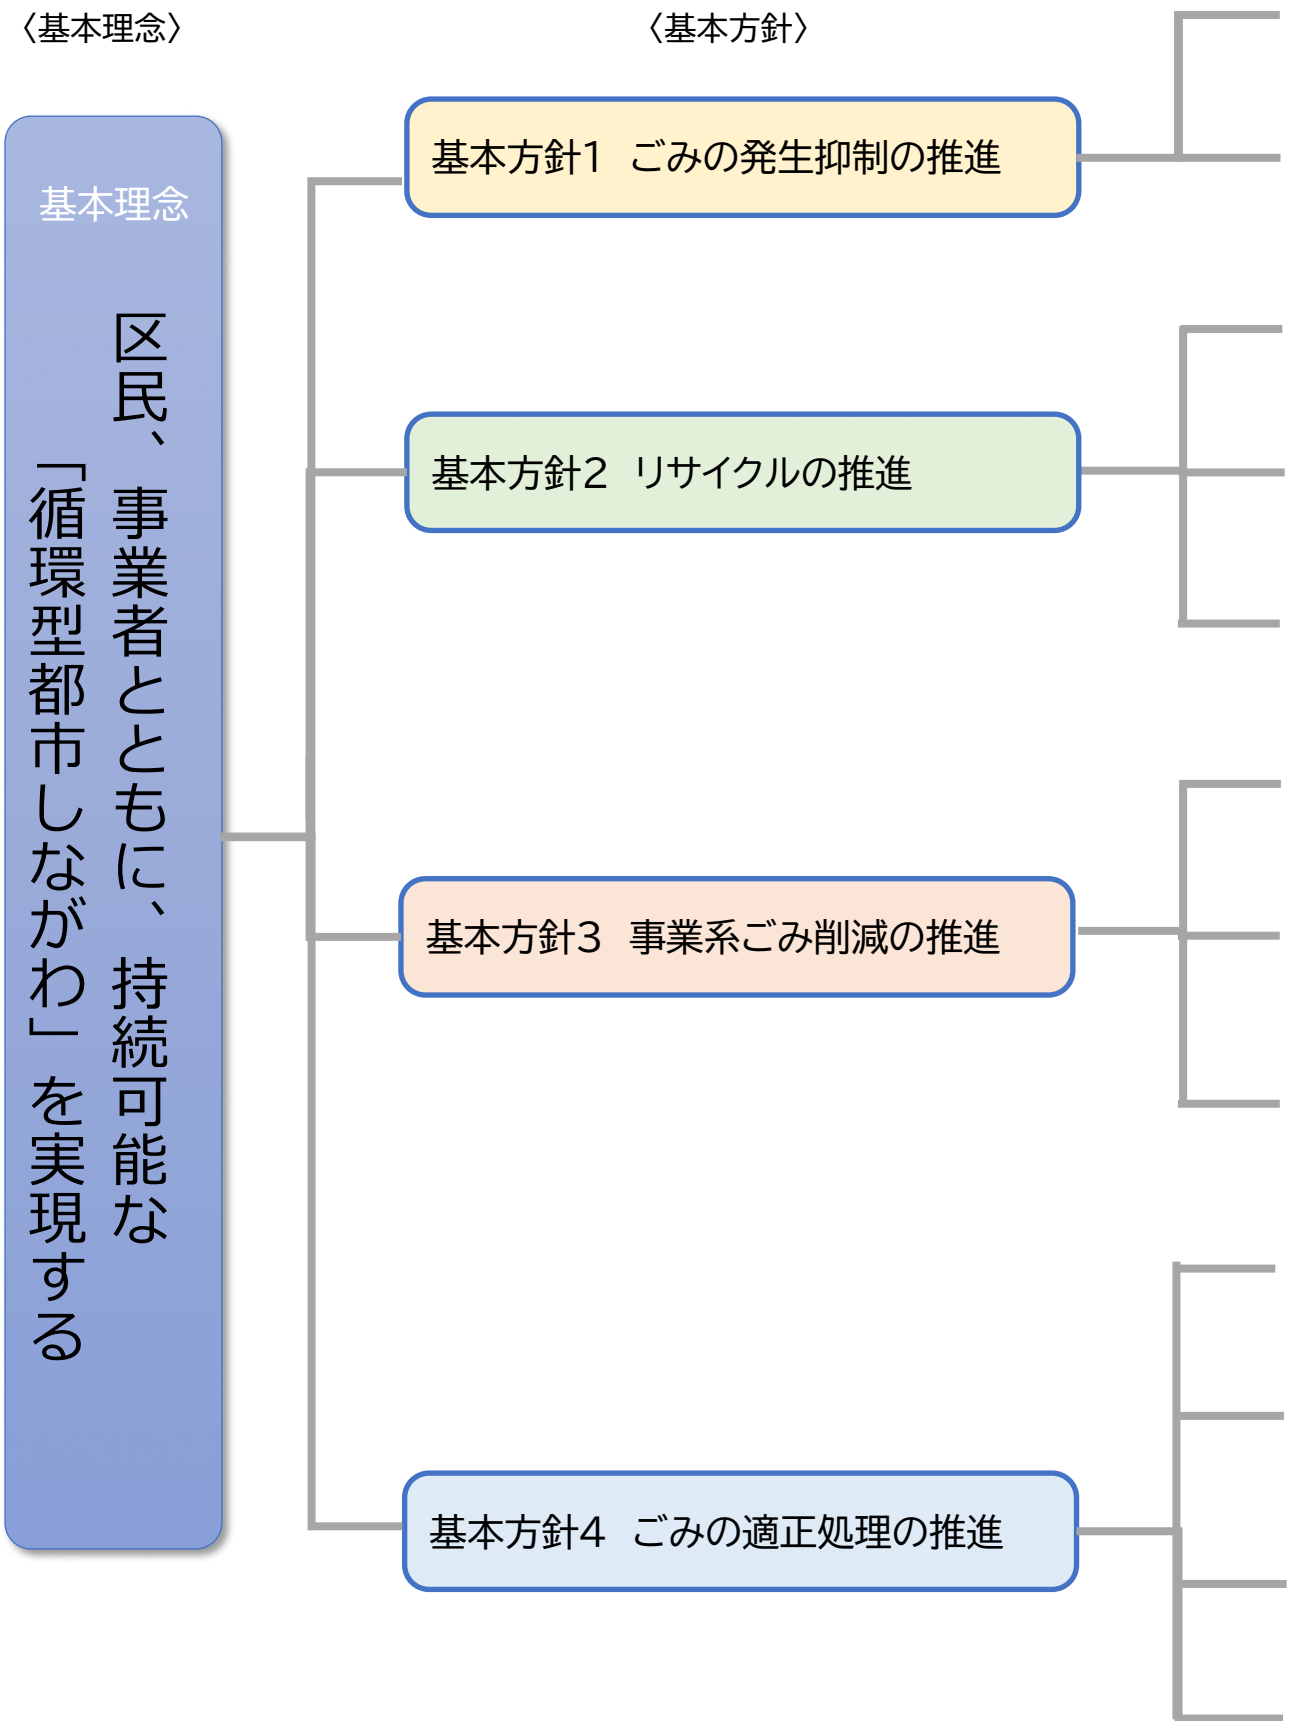 〈基本理念〉
〈基本方針〉
基本理念
区民、事業者とともに、持続可能な
「循環型都市しながわ」を実現する
基本方針1　ごみの発生抑制の推進
基本方針2　リサイクルの推進
基本方針3　事業系ごみ削減の推進
基本方針4　ごみの適正処理の推進